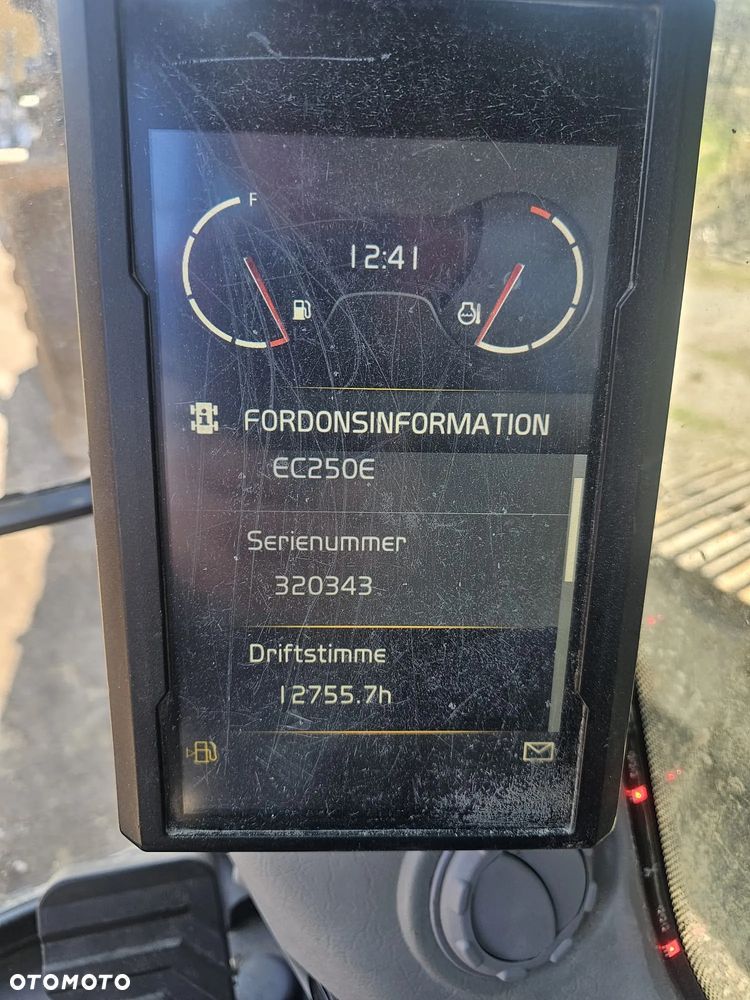 F
12:41
FORDONSINFORMATION
EC250E
Serienummer
320343
Driftstimme
12755.7h
OTOMOTO